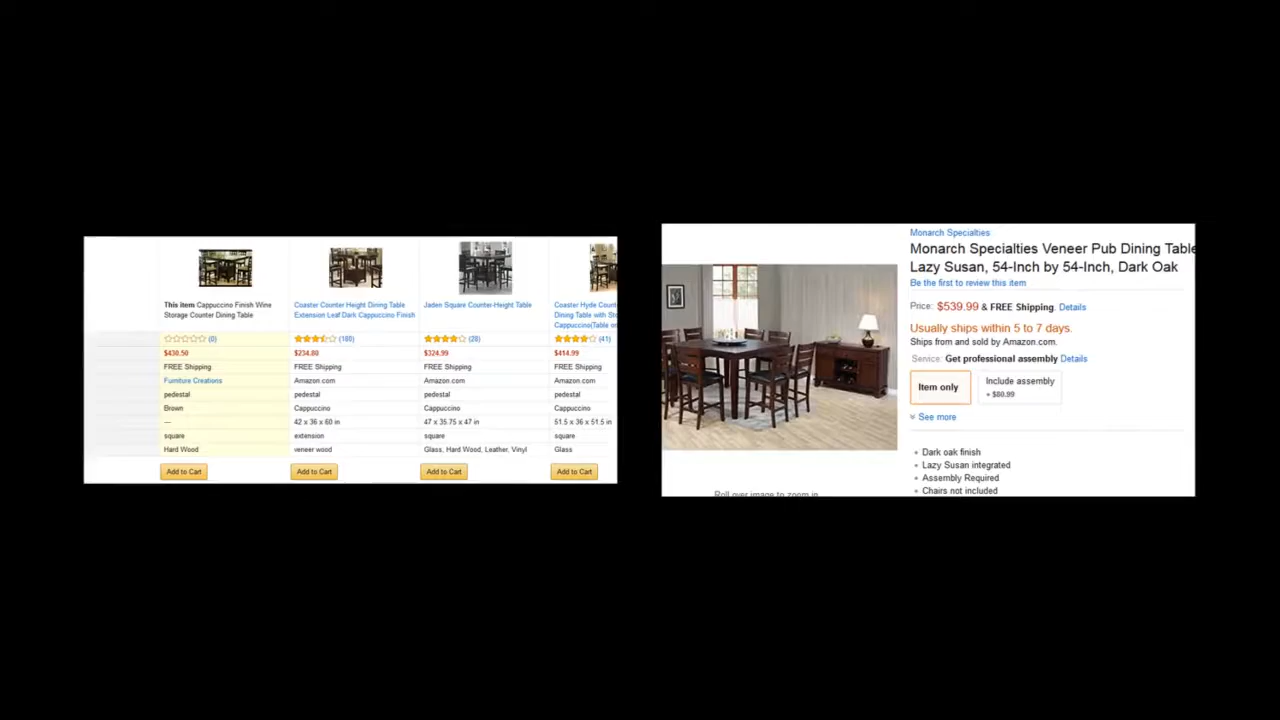 This item Cappuccino Finish Wine
Storage Counter Dining Table
(0)
$430.50
FREE Shipping
Furniture Creations
pedestal
Brown
—
square
Hard Wood
Add to Cart
Coaster Counter Height Dining Table
Extension Leaf Dark Cappuccino Finish
$234.80
FREE Shipping
Amazon.com
pedestal
Cappuccino
42 x 36 x 60 in
extension
veneer wood
Add to Cart
Jaden Square Counter-Height Table
(28)
$324.99
FREE Shipping
Amazon.com
pedestal
Cappuccino
47 x 35.75 x 47 in
square
Glass, Hard Wood, Leather, Vinyl
Add to Cart
Coaster Hyde Count
Dining Table with Sto
Cappuccino(Table on
(41)
$414.99
FREE Shipping
Amazon.com
pedestal
Cappuccino
51.5 x 36 x 51.5 in
square
Glass
Add to Cart
Monarch Specialties
Monarch Specialties Veneer Pub Dining Table
Lazy Susan, 54-Inch by 54-Inch, Dark Oak
Be the first to review this item
Price: $539.99 & FREE Shipping. Details
Usually ships within 5 to 7 days.
Ships from and sold by Amazon.com.
Service: Get professional assembly Details
Item only
Include assembly
+ $80.99
See more
Dark oak finish
Lazy Susan integrated
Assembly Required
Chairs not included
Roll over image to zoom in